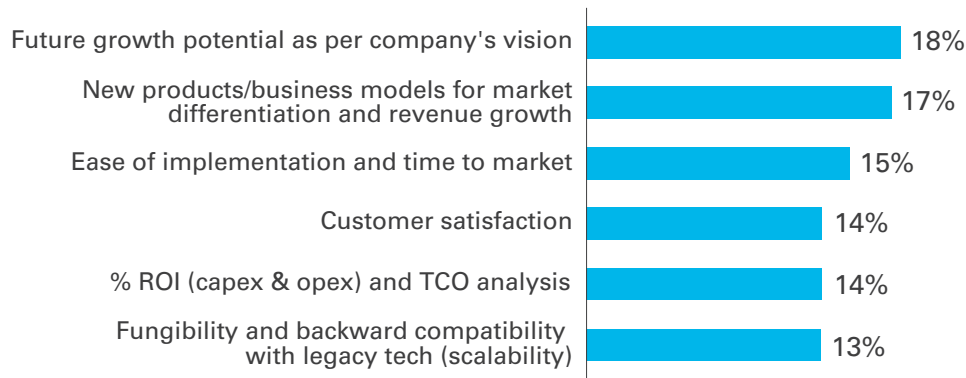 Future growth potential as per company's vision 18%
New products/business models for market
differentiation and revenue growth 17%
Ease of implementation and time to market 15%
Customer satisfaction 14%
% ROI (capex & opex) and TCO analysis 14%
Fungibility and backward compatibility
with legacy tech (scalability) 13%